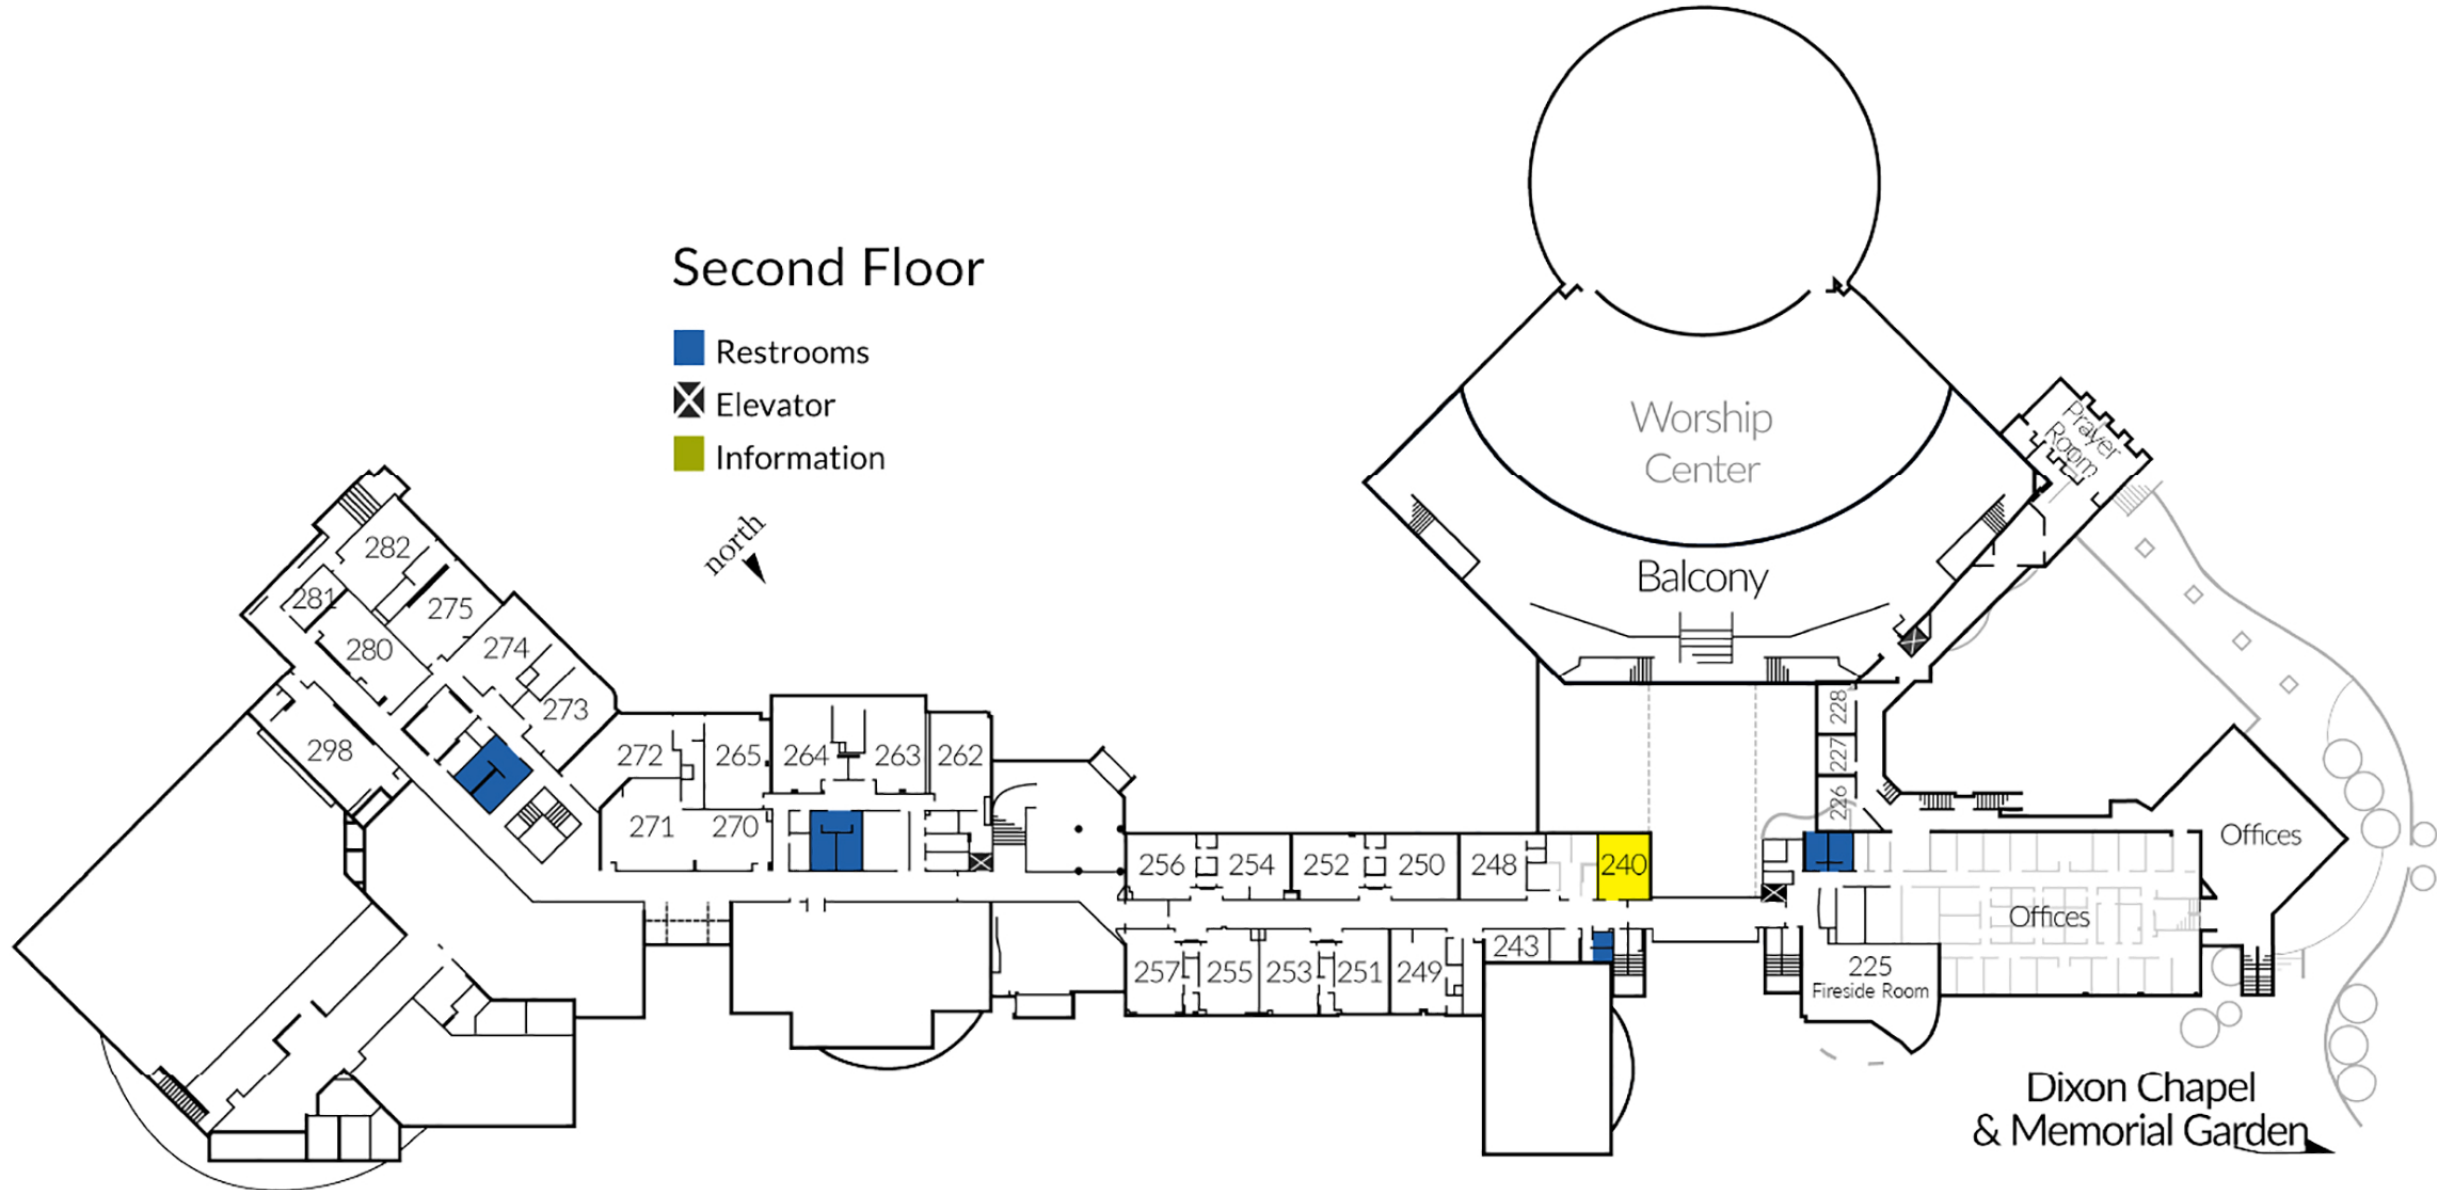 Second Floor
Restrooms
Elevator
Information
north
Worship
Center
Balcony
Prayer
Room
282
281
275
280
274
273
298
272
265
264
263
262
271
270
228
227
226
256
254
252
250
248
240
Offices
Offices
257
255
253
251
249
243
225
Fireside Room
Dixon Chapel
& Memorial Garden